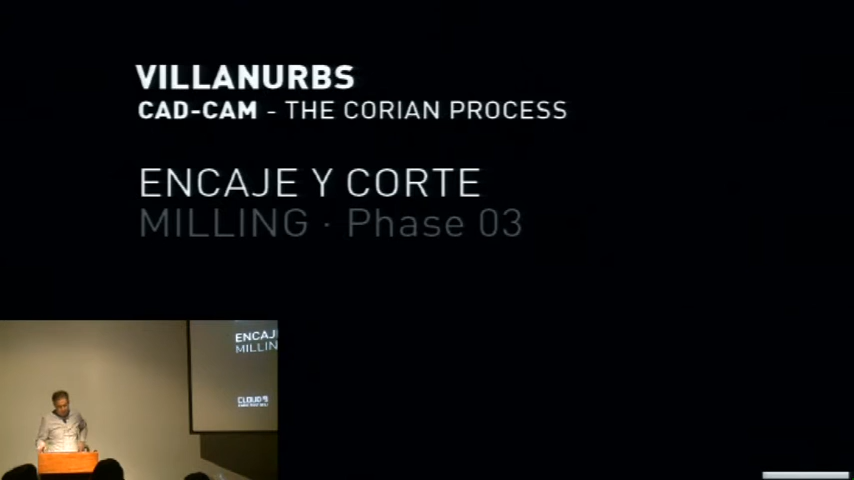 VILLANURBS
CAD-CAM - THE CORIAN PROCESS
ENCAJE Y CORTE
MILLING · Phase 03
ENCAJ
MILLIN
CLOUD 9